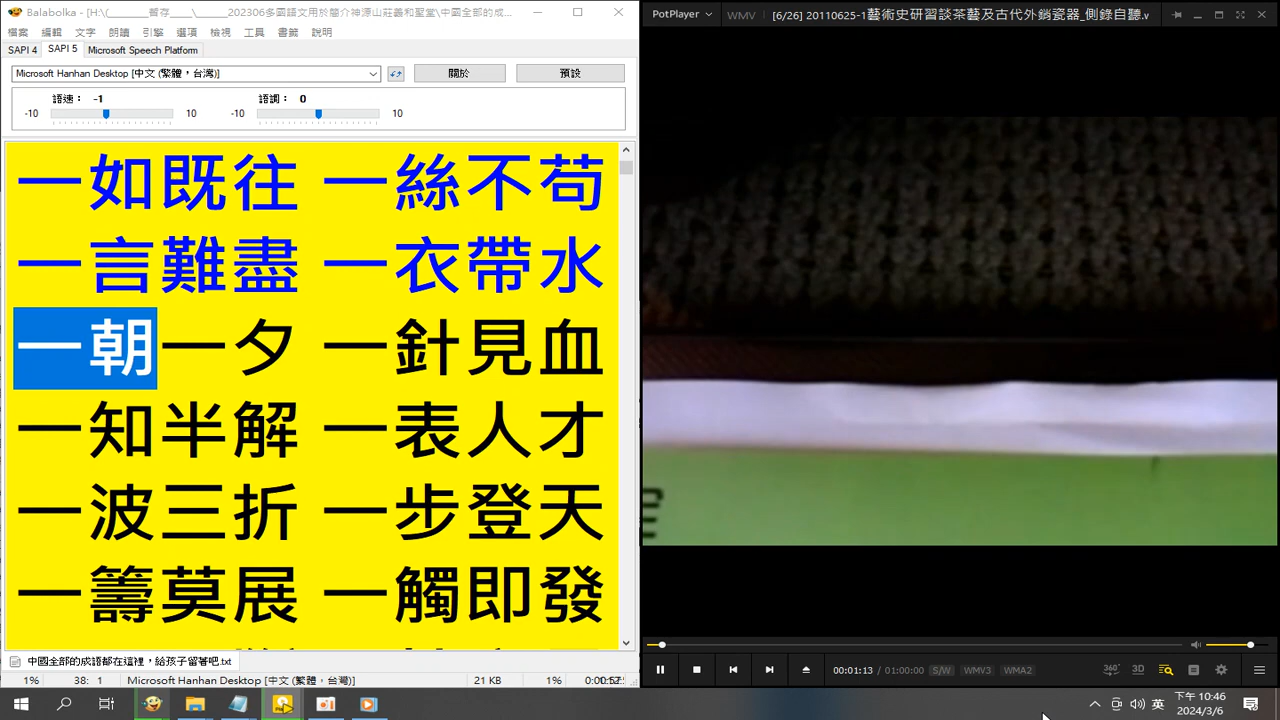 Balabolka - [H:\(______暫存____\______202306多國語文用於簡介神源山莊義和聖堂\中國全部的成...
檔案 編輯 文字 朗讀 引擎 選項 檢視 工具 書籤 說明
SAPI 4 SAPI 5 Microsoft Speech Platform
Microsoft Hanhan Desktop [中文 (繁體，台灣)] 關於 預設
語速： -1 語調： 0
-10 10 -10 10
一如既往 一絲不苟
一言難盡 一衣帶水
一朝一夕 一針見血
一知半解 一表人才
一波三折 一步登天
一籌莫展 一觸即發
中國全部的成語都在這裡，給孩子留著吧.txt
1% 38: 1 Microsoft Hanhan Desktop [中文 (繁體，台灣)] 21 KB 1%
PotPlayer WMV [6/26] 20110625-1藝術史研習談茶藝及古代外銷瓷器_側錄自聽.v
00:01:13 / 01:00:00 S/W WMV3 WMA2
360° 3D
英 下午 10:46
2024/3/6